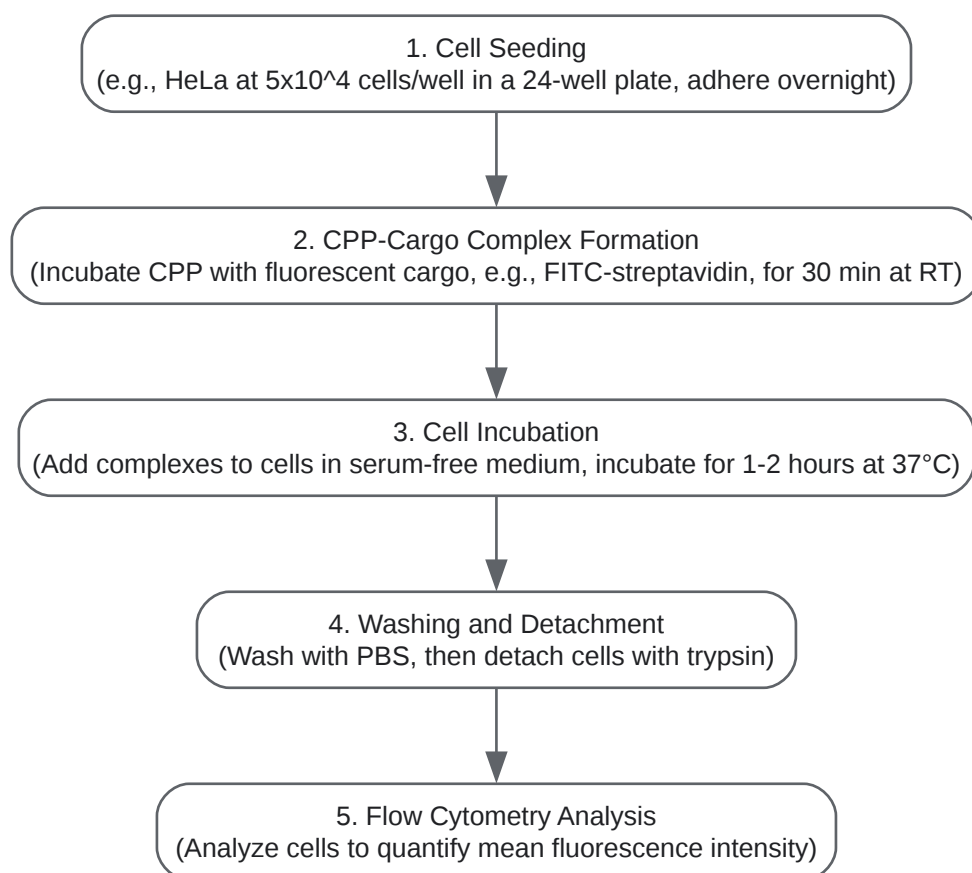 1. Cell Seeding
(e.g., HeLa at 5x10^4 cells/well in a 24-well plate, adhere overnight)
2. CPP-Cargo Complex Formation
(Incubate CPP with fluorescent cargo, e.g., FITC-streptavidin, for 30 min at RT)
3. Cell Incubation
(Add complexes to cells in serum-free medium, incubate for 1-2 hours at 37°C)
4. Washing and Detachment
(Wash with PBS, then detach cells with trypsin)
5. Flow Cytometry Analysis
(Analyze cells to quantify mean fluorescence intensity)